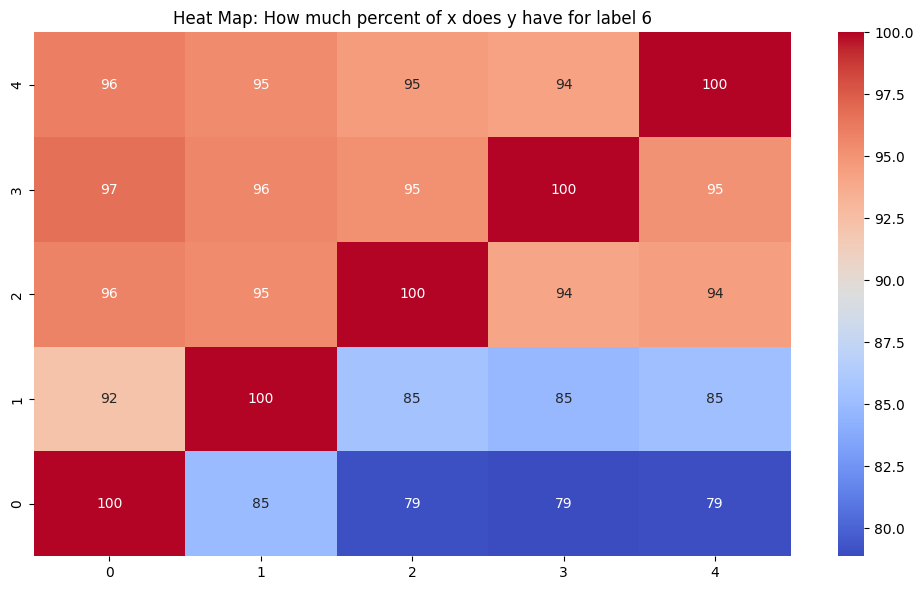 Heat Map: How much percent of x does y have for label 6
4 96 95 95 94 100
3 97 96 95 100 95
2 96 95 100 94 94
1 92 100 85 85 85
0 100 85 79 79 79
0 1 2 3 4
100.0
97.5
95.0
92.5
90.0
87.5
85.0
82.5
80.0